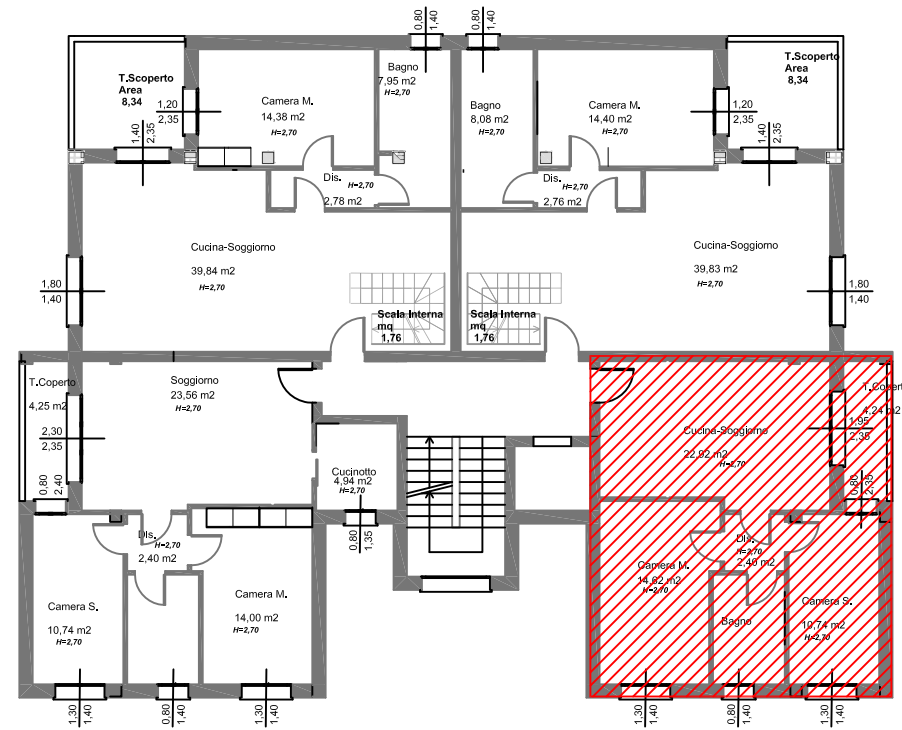 0,80
1,40
0,80
1,40
T.Scoperto
Area
8,34
1,20
2,35
1,40
2,35
Camera M.
14,38 m2
H=2,70
Bagno
7,95 m2
H=2,70
Bagno
8,08 m2
H=2,70
Camera M.
14,40 m2
H=2,70
T.Scoperto
Area
8,34
1,20
2,35
1,40
2,35
Dis.
H=2,70
2,78 m2
Dis.
H=2,70
2,76 m2
Cucina-Soggiorno
39,84 m2
H=2,70
Cucina-Soggiorno
39,83 m2
H=2,70
1,80
1,40
1,80
1,40
Scala Interna
mq
1,76
Scala Interna
mq
1,76
T.Coperto
4,25 m2
2,30
2,35
0,80
2,40
Soggiorno
23,56 m2
H=2,70
Cucinotto
4,94 m2
H=2,70
0,80
1,35
Cucina-Soggiorno
22,92 m2
H=2,70
T.Coperto
4,24 m2
1,95
2,35
0,80
2,35
Dis.
H=2,70
2,40 m2
Camera S.
10,74 m2
H=2,70
Camera M.
14,00 m2
H=2,70
Camera M.
14,62 m2
H=2,70
Dis.
H=2,70
2,40 m2
Bagno
Camera S.
10,74 m2
H=2,70
1,30
1,40
0,80
1,40
1,30
1,40
1,30
1,40
0,80
1,40
1,30
1,40